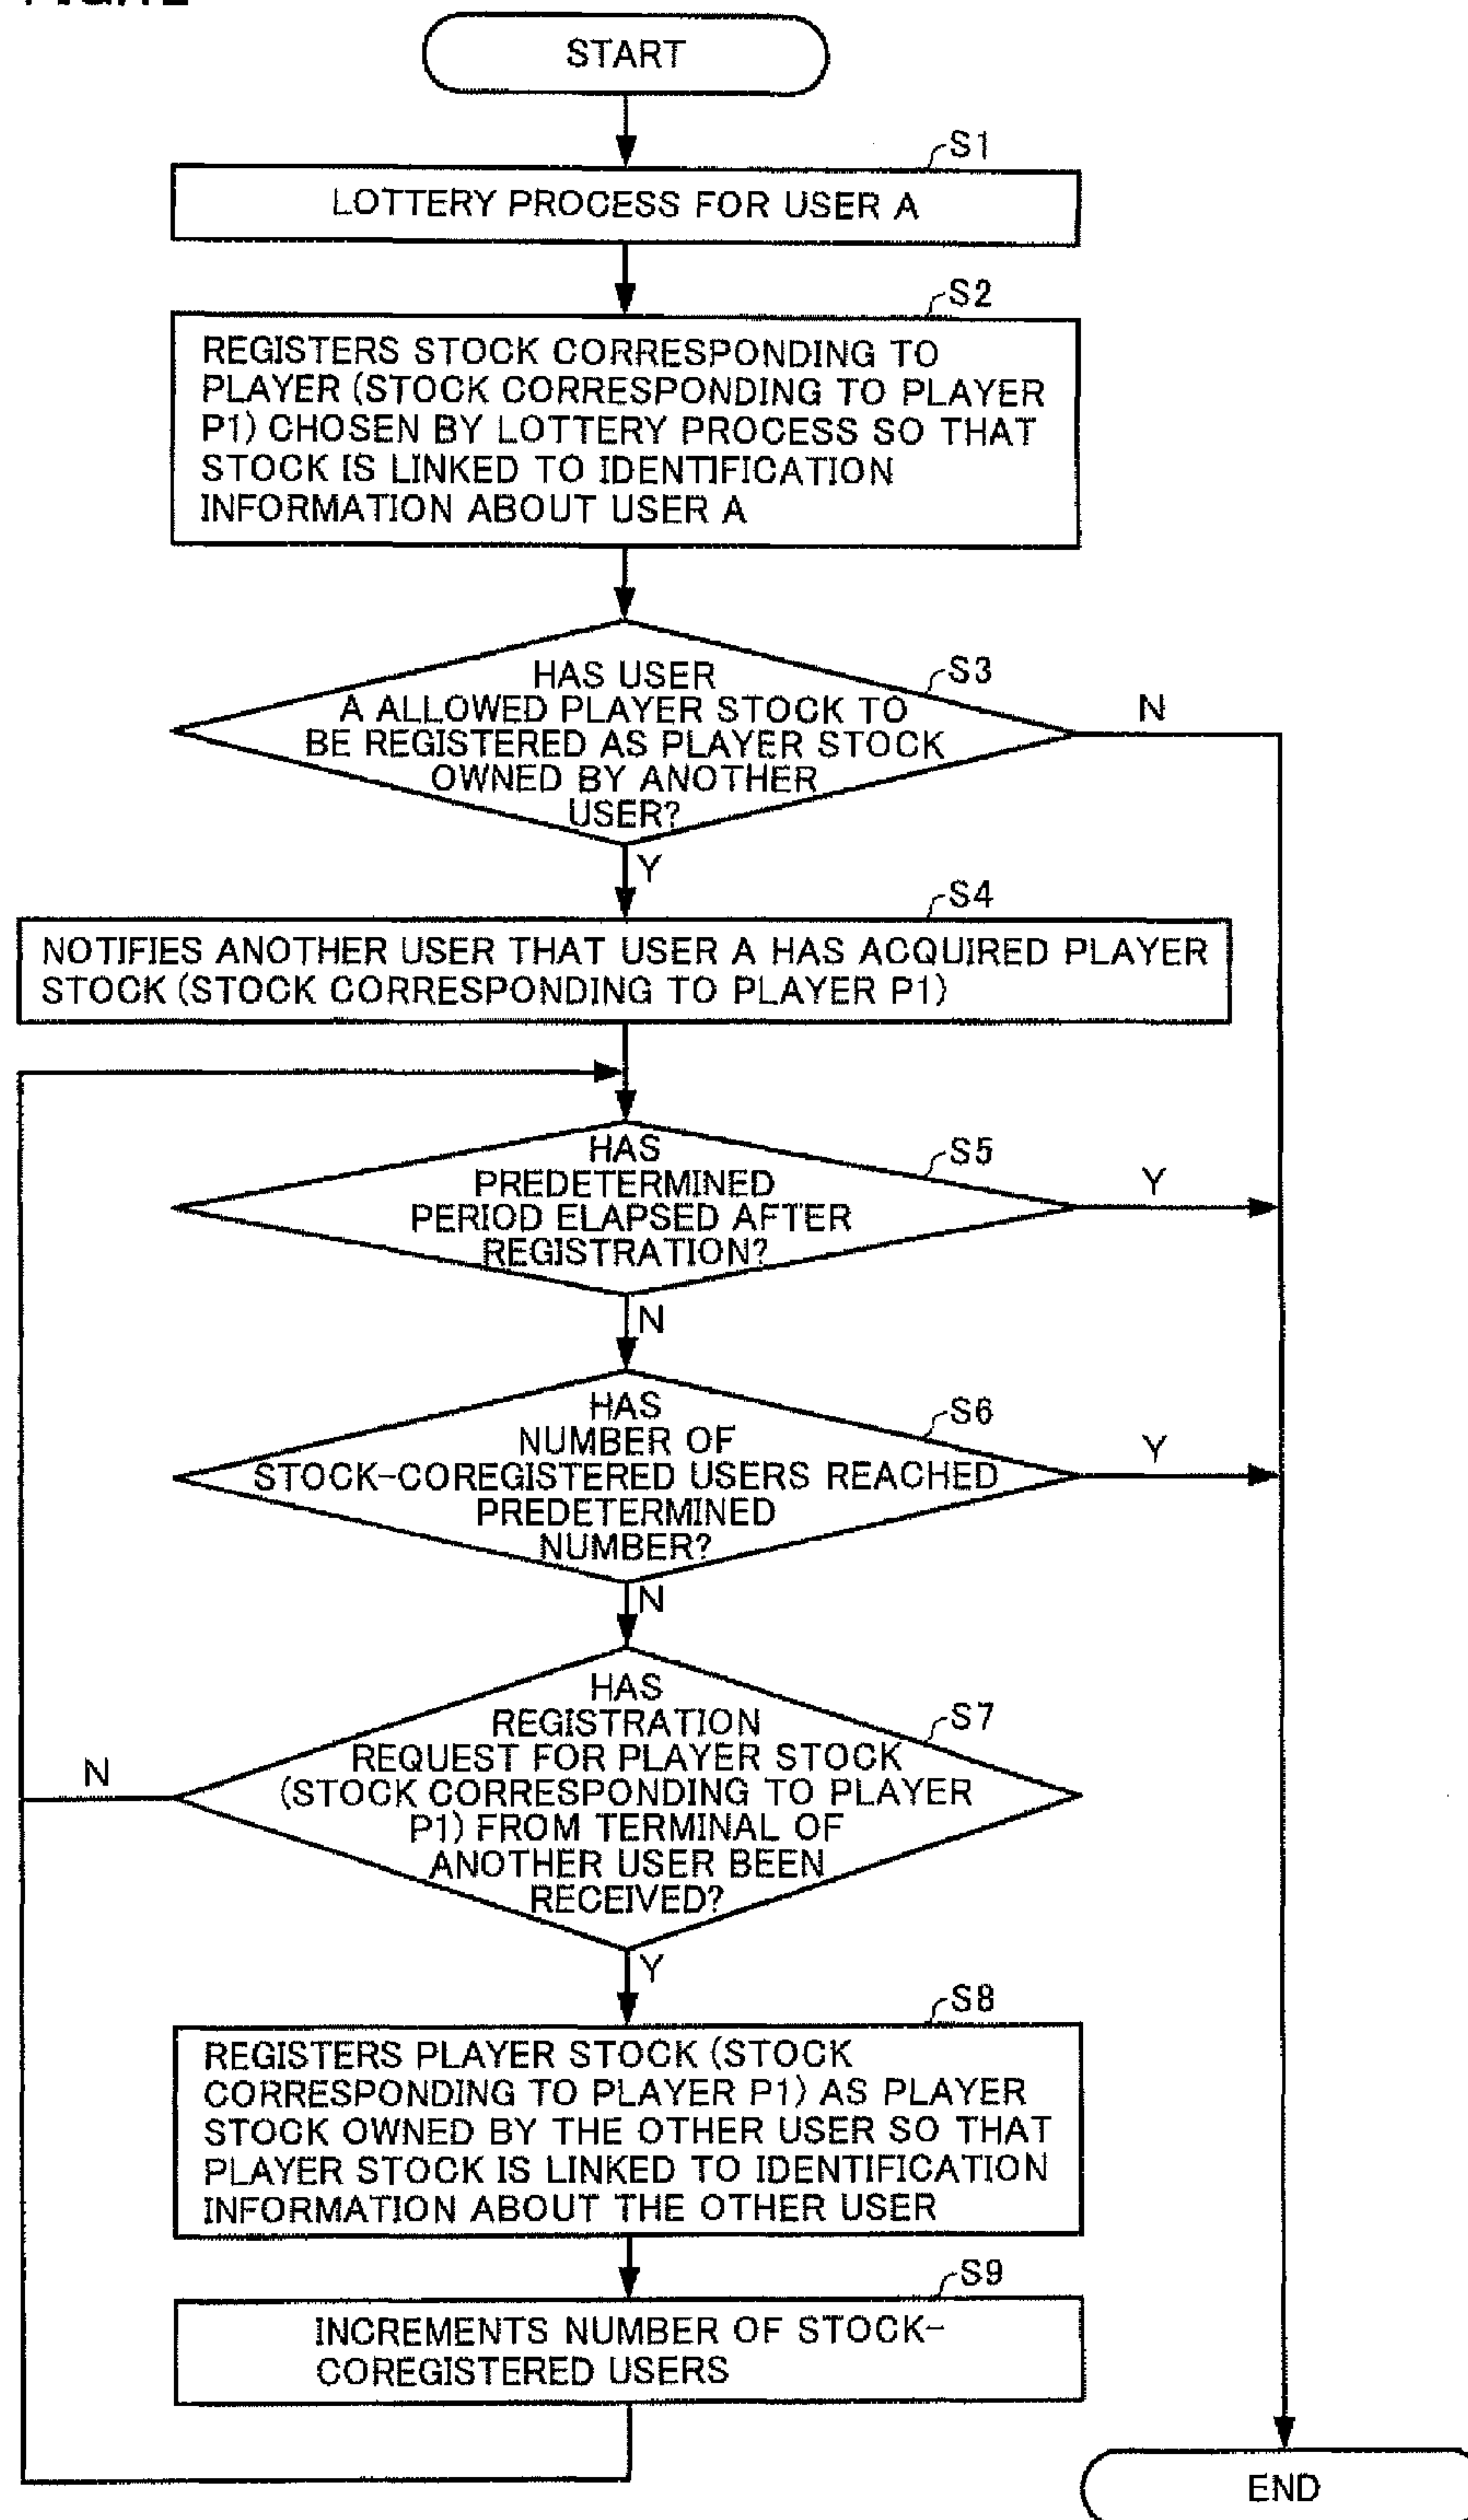 START
S1
LOTTERY PROCESS FOR USER A
S2
REGISTERS STOCK CORRESPONDING TO
PLAYER (STOCK CORRESPONDING TO PLAYER
P1) CHOSEN BY LOTTERY PROCESS SO THAT
STOCK IS LINKED TO IDENTIFICATION
INFORMATION ABOUT USER A
S3
HAS USER
A ALLOWED PLAYER STOCK TO
BE REGISTERED AS PLAYER STOCK
OWNED BY ANOTHER
USER?
N
Y
S4
NOTIFIES ANOTHER USER THAT USER A HAS ACQUIRED PLAYER
STOCK (STOCK CORRESPONDING TO PLAYER P1)
S5
HAS
PREDETERMINED
PERIOD ELAPSED AFTER
REGISTRATION?
Y
N
S6
HAS
NUMBER OF
STOCK-COREGISTERED USERS REACHED
PREDETERMINED
NUMBER?
Y
N
S7
HAS
REGISTRATION
REQUEST FOR PLAYER STOCK
(STOCK CORRESPONDING TO PLAYER
P1) FROM TERMINAL OF
ANOTHER USER BEEN
RECEIVED?
N
Y
S8
REGISTERS PLAYER STOCK (STOCK
CORRESPONDING TO PLAYER P1) AS PLAYER
STOCK OWNED BY THE OTHER USER SO THAT
PLAYER STOCK IS LINKED TO IDENTIFICATION
INFORMATION ABOUT THE OTHER USER
S9
INCREMENTS NUMBER OF STOCK-
COREGISTERED USERS
END